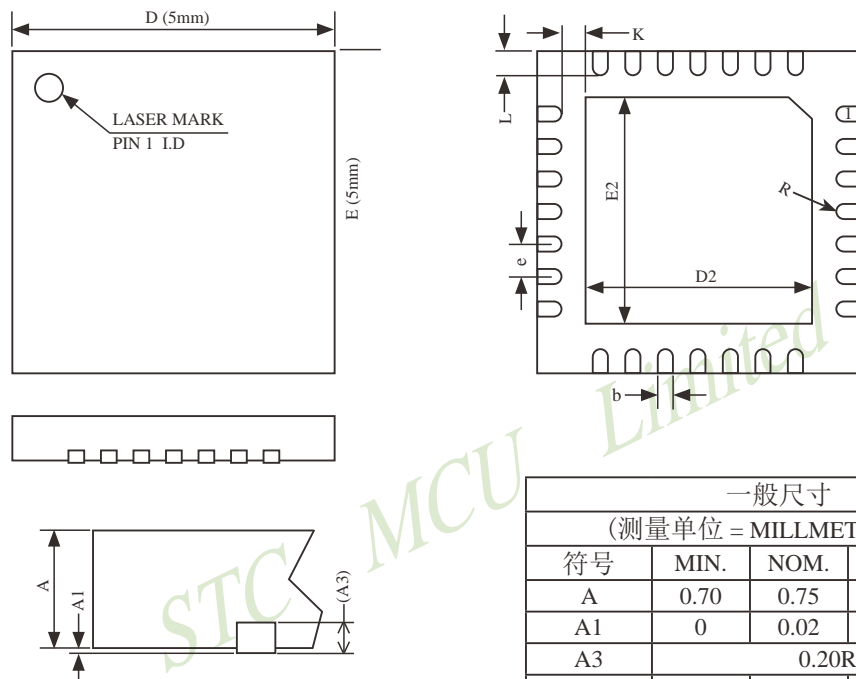 D (5mm)
LASER MARK
PIN 1 I.D
E (5mm)
K
L
1
E2
R
e
D2
b
STC MCU Limited
A
A1
(A3)
一般尺寸
(测量单位 = MILLMET
符号 MIN. NOM.
A 0.70 0.75
A1 0 0.02
A3 0.20R